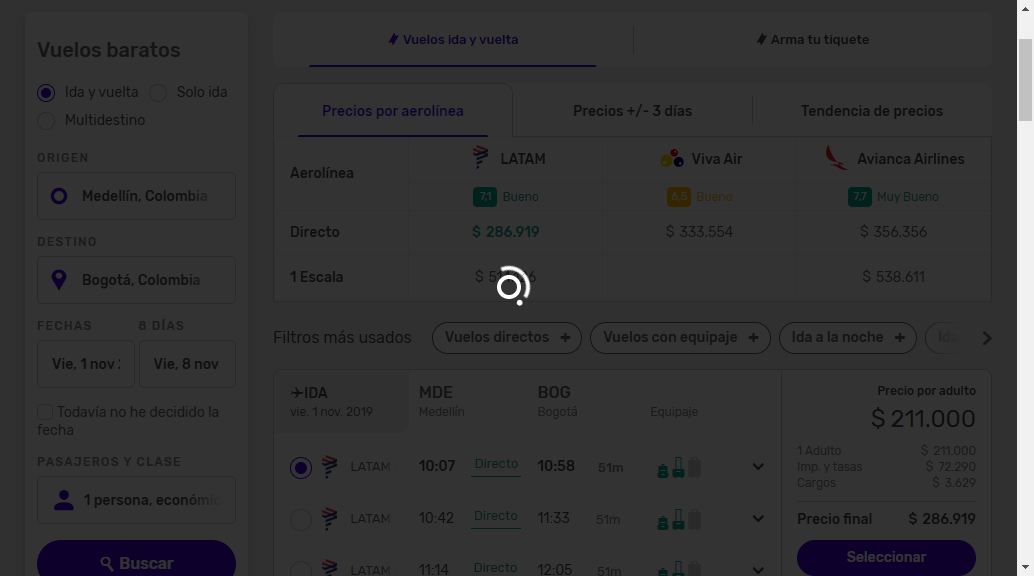 Vuelos baratos
Ida y vuelta
Solo ida
Multidestino
ORIGEN
Medellín, Colombia
DESTINO
Bogotá, Colombia
FECHAS
8 DÍAS
Vie, 1 nov
Vie, 8 nov
Todavía no he decidido la
fecha
PASAJEROS Y CLASE
1 persona, económic
Buscar
Vuelos ida y vuelta
Arma tu tiquete
Precios por aerolínea
Precios +/- 3 días
Tendencia de precios
Aerolínea
LATAM
Viva Air
Avianca Airlines
7,1 Bueno
6,5 Bueno
7,7 Muy Bueno
Directo
$ 286.919
$ 333.554
$ 356.356
1 Escala
$ 538.611
Filtros más usados
Vuelos directos +
Vuelos con equipaje +
Ida a la noche +
IDA
MDE
BOG
vie. 1 nov. 2019
Medellín
Bogotá
Equipaje
LATAM
10:07
Directo
10:58
51m
LATAM
10:42
Directo
11:33
51m
LATAM
11:14
Directo
12:05
51m
Precio por adulto
$ 211.000
1 Adulto
$ 211.000
Imp. y tasas
$ 72.290
Cargos
$ 3.629
Precio final
$ 286.919
Seleccionar